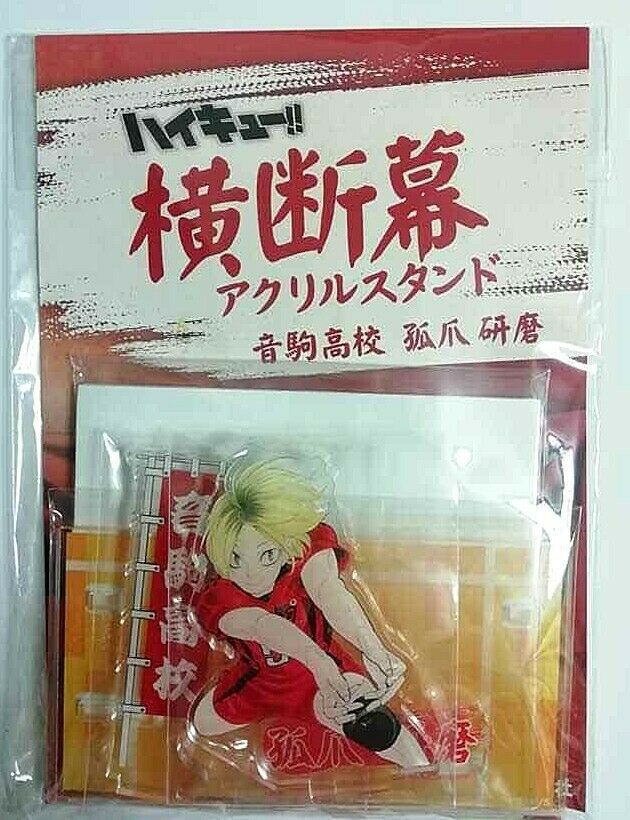 ハイキュー!!
横断幕
アクリルスタンド
音駒高校 孤爪 研磨
音駒高校
孤爪
磨
社